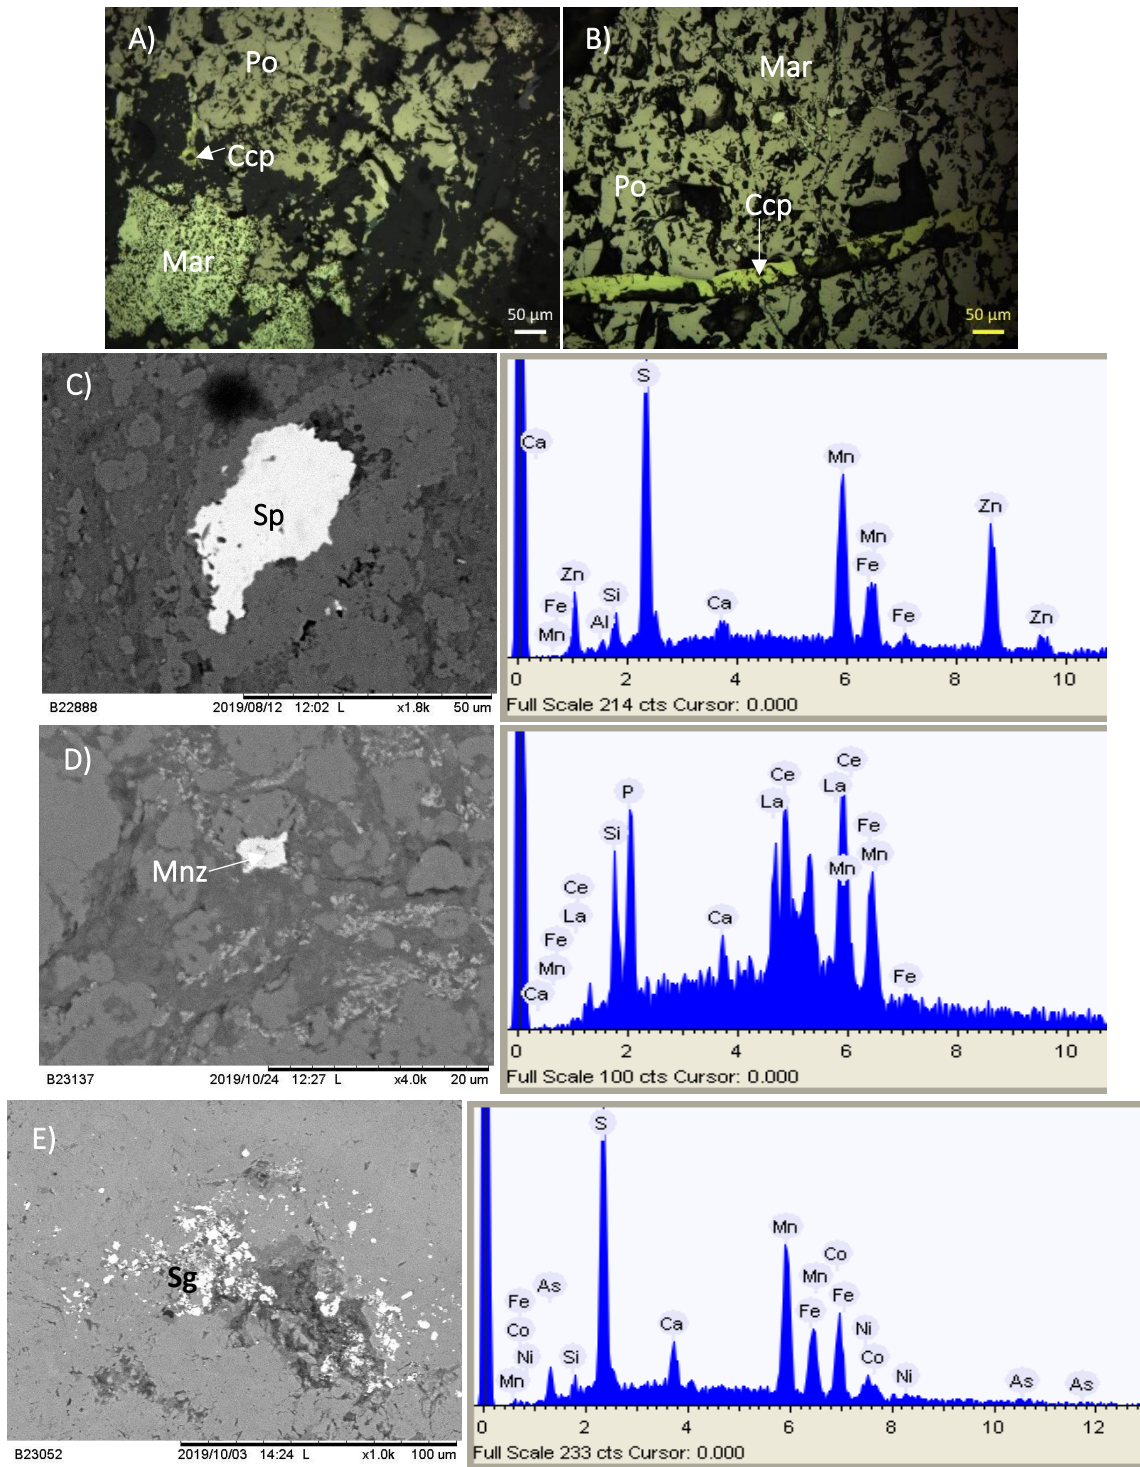 A)
Po
Ccp
Mar
50 µm
B)
Mar
Po
Ccp
50 µm
C)
Sp
B22888 2019/08/12 12:02 L x1.8k 50 um
S
Ca
Mn
Zn
Mn
Zn
Fe
Si
Fe
Ca
Al
Fe
Zn
Mn
0 2 4 6 8 10
Full Scale 214 cts Cursor: 0.000
D)
Mnz
B23137 2019/10/24 12:27 L x4.0k 20 um
Ce
Ce
La
P
La
Si
Fe
Mn
Mn
Ce
La
Ca
Fe
Mn
Fe
Ca
0 2 4 6 8 10
Full Scale 100 cts Cursor: 0.000
E)
Sg
B23052 2019/10/03 14:24 L x1.0k 100 um
S
Mn
Co
Mn
As
Fe
Fe
Fe
Co
Ca
Ni
Ni
Si
Co
Mn
Ni
As
As
0 2 4 6 8 10 12
Full Scale 233 cts Cursor: 0.000